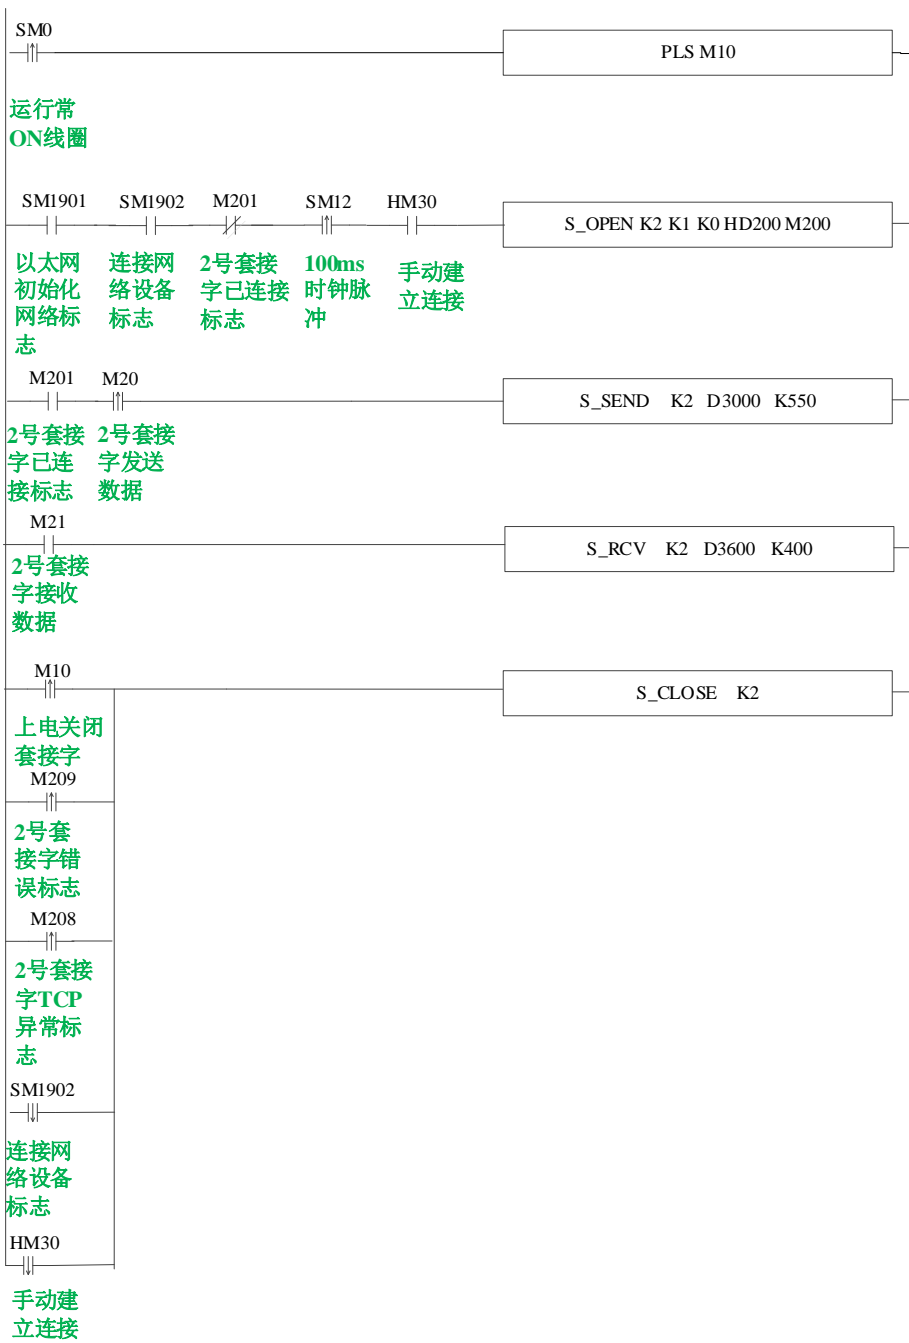 SM0
PLS M10
运行常
ON线圈
SM1901 SM1902 M201 SM12 HM30
S_OPEN K2 K1 K0 HD200 M200
以太网
初始化
网络标
志
连接网
络设备
标志
2号套接
字已连接
标志
100ms
时钟脉
冲
手动建
立连接
M201 M20
S_SEND K2 D3000 K550
2号套接
字已连
接标志
2号套接
字发送
数据
M21
S_RCV K2 D3600 K400
2号套接
字接收
数据
M10
S_CLOSE K2
上电关闭
套接字
M209
2号套
接字错
误标志
M208
2号套接
字TCP
异常标
志
SM1902
连接网
络设备
标志
HM30
手动建
立连接